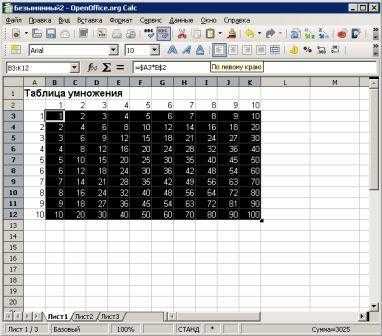 Безымянный2 - OpenOffice.org Calc
Файл Правка Вид Вставка Формат Сервис Данные Окно Справка
Arial 10
B3:K12 =$A3*B$2 По левому краю
A B C D E F G H I J K L M
1 Таблица умножения
2 1 2 3 4 5 6 7 8 9 10
3 1 1 2 3 4 5 6 7 8 9 10
4 2 2 4 6 8 10 12 14 16 18 20
5 3 3 6 9 12 15 18 21 24 27 30
6 4 4 8 12 16 20 24 28 32 36 40
7 5 5 10 15 20 25 30 35 40 45 50
8 6 6 12 18 24 30 36 42 48 54 60
9 7 7 14 21 28 35 42 49 56 63 70
10 8 8 16 24 32 40 48 56 64 72 80
11 9 9 18 27 36 45 54 63 72 81 90
12 10 10 20 30 40 50 60 70 80 90 100
13
14
15
16
17
18
19
20
Лист1 Лист2 Лист3
Лист 1 / 3 Базовый 100% СТАНД * Сумма=3025